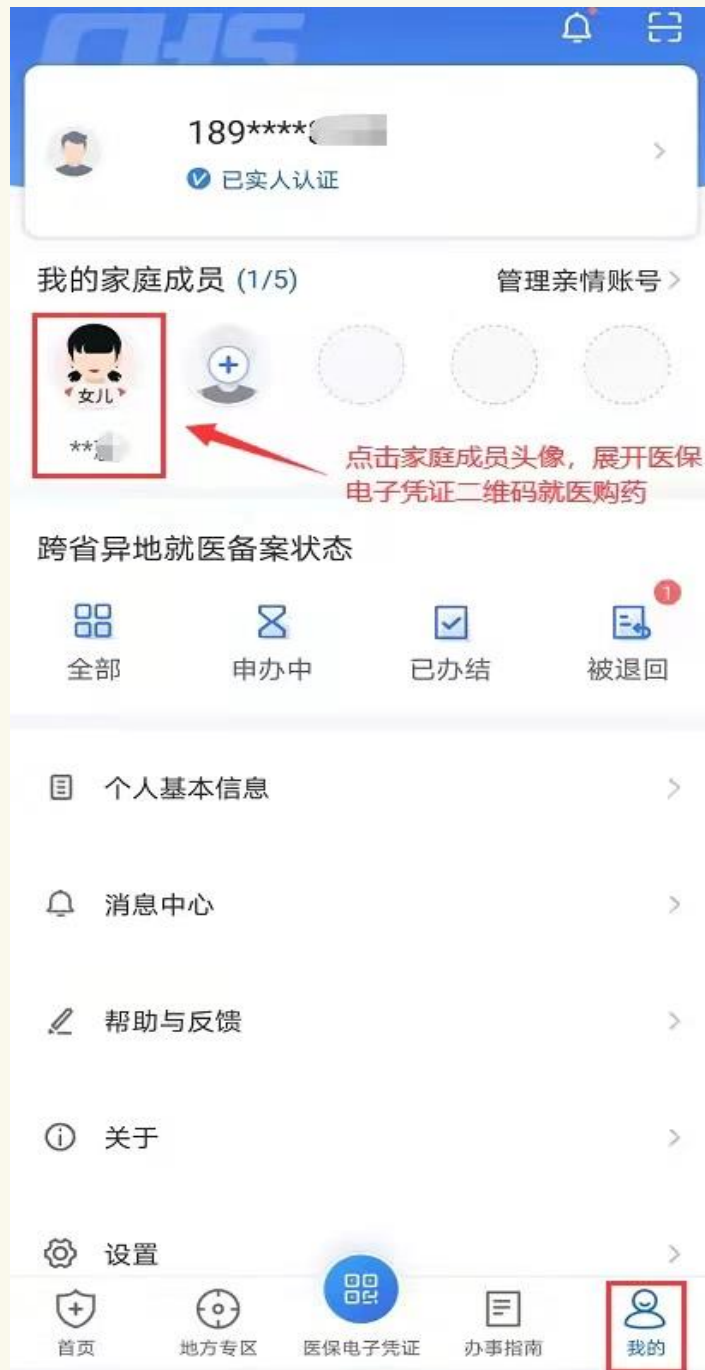 CHS
189****
已实人认证
我的家庭成员 (1/5)
管理亲情账号
女儿
**
点击家庭成员头像，展开医保
电子凭证二维码就医购药
跨省异地就医备案状态
1
全部
申办中
已办结
被退回
个人基本信息
消息中心
帮助与反馈
关于
设置
首页
地方专区
医保电子凭证
办事指南
我的